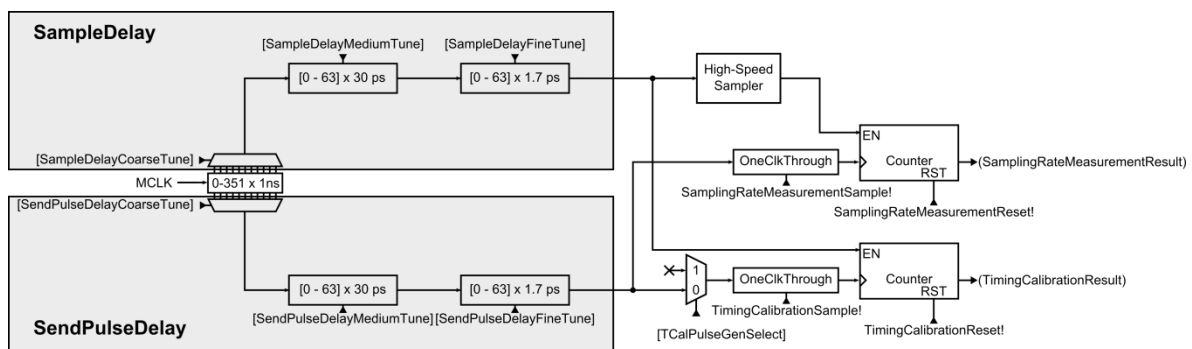 SampleDelay
[SampleDelayMediumTune]
[SampleDelayFineTune]
[0 - 63] x 30 ps
[0 - 63] x 1.7 ps
High-Speed
Sampler
[SampleDelayCoarseTune]
MCLK
0-351 x 1ns
[SendPulseDelayCoarseTune]
EN
OneClkThrough
Counter
RST
(SamplingRateMeasurementResult)
SamplingRateMeasurementSample!
SamplingRateMeasurementReset!
[0 - 63] x 30 ps
[0 - 63] x 1.7 ps
[SendPulseDelayMediumTune]
[SendPulseDelayFineTune]
SendPulseDelay
1
0
[TCalPulseGenSelect]
EN
OneClkThrough
Counter
RST
(TimingCalibrationResult)
TimingCalibrationSample!
TimingCalibrationReset!